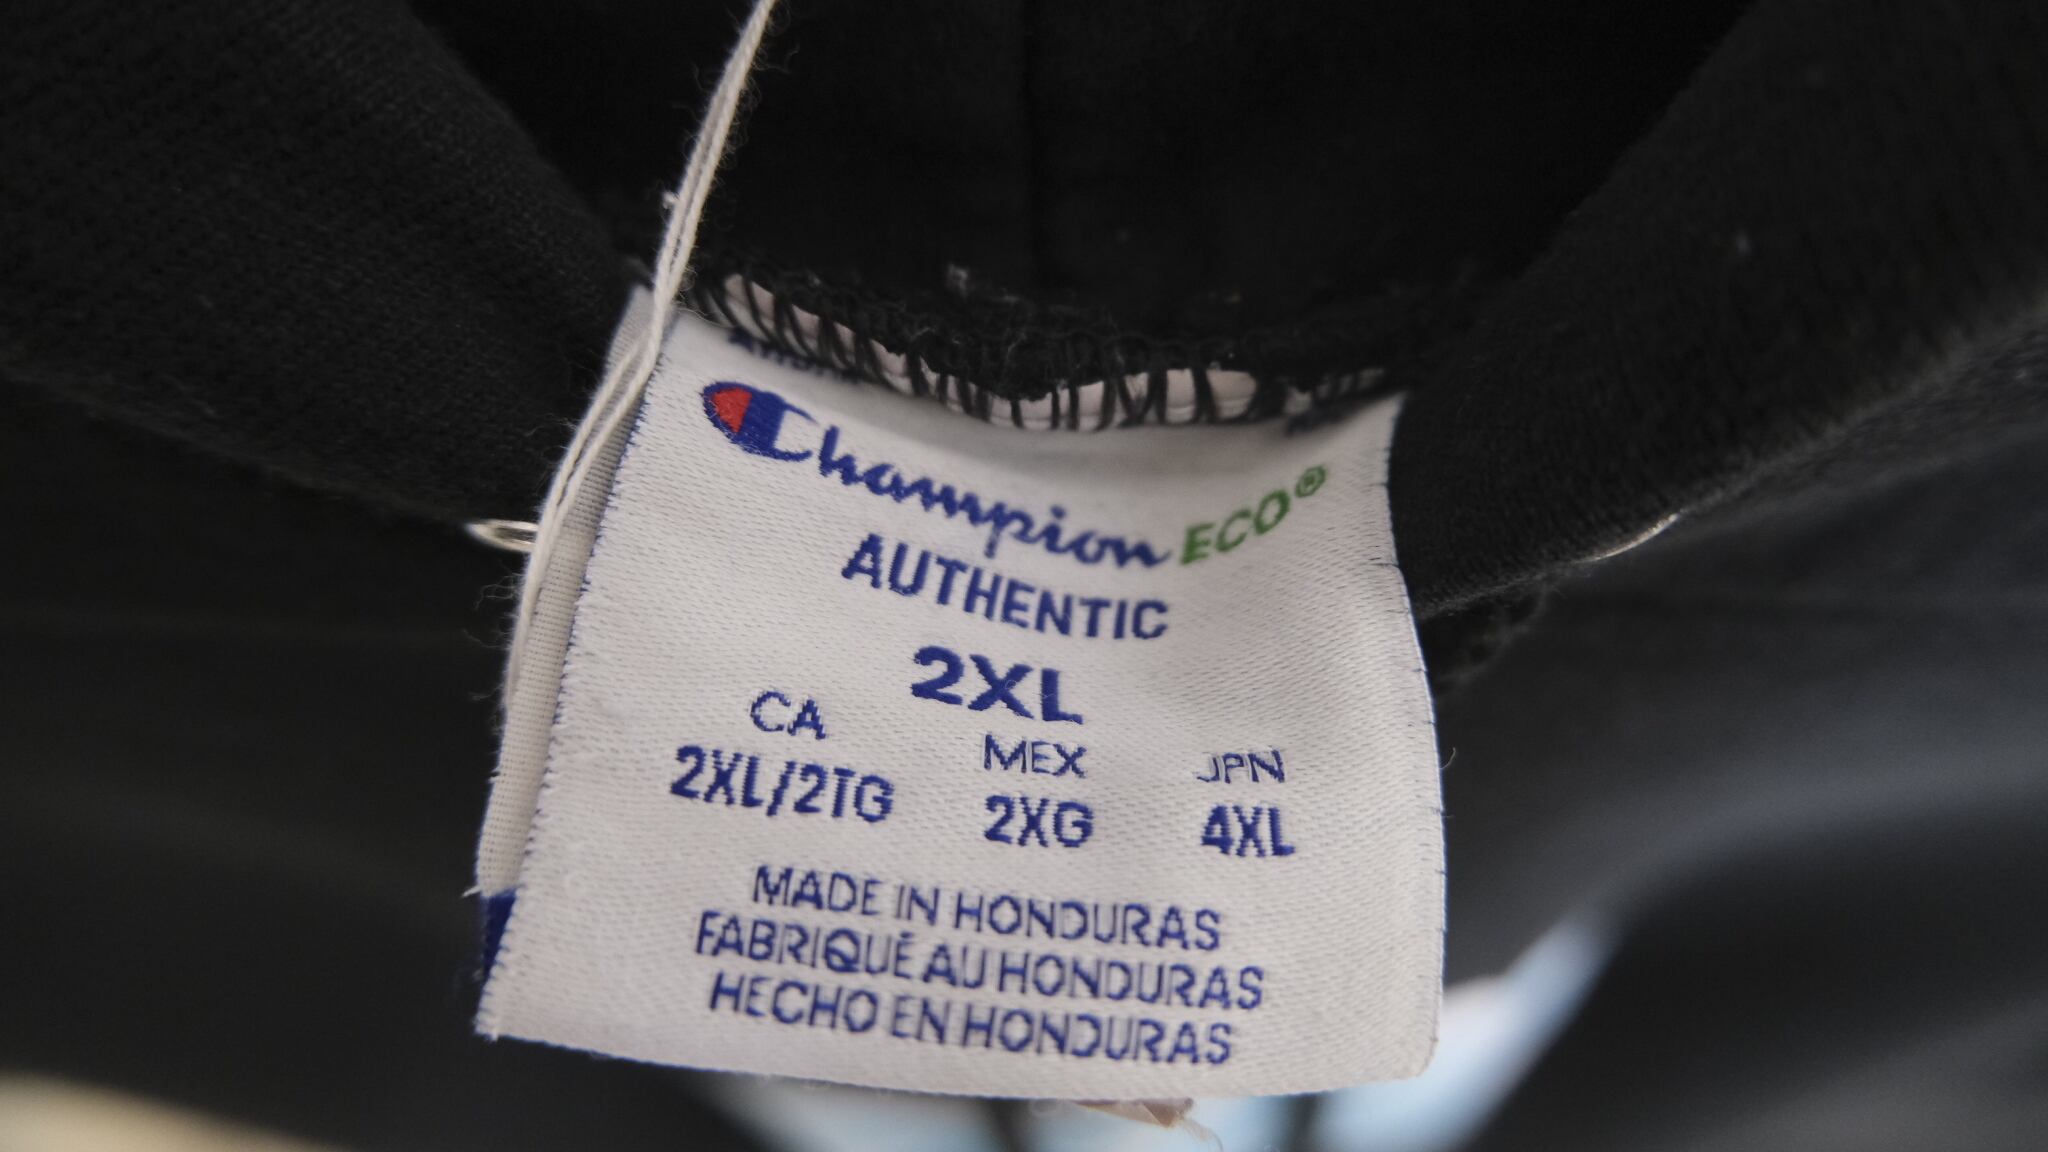 Champion ECO®
AUTHENTIC
2XL
CA MEX JPN
2XL/2TG 2XG 4XL
MADE IN HONDURAS
FABRIQUÉ AU HONDURAS
HECHO EN HONDURAS